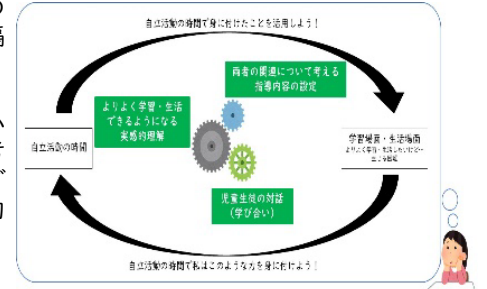 自立活動の時間で身に付けたことを活用しよう！
両者の関連について考える
指導内容の設定
よりよく学習・生活
できるようになる
実感的理解
自立活動の時間
学習場面・生活場面
児童生徒の対話
（学び合い）
自立活動の時間で私はこのような力を身に付けよう！